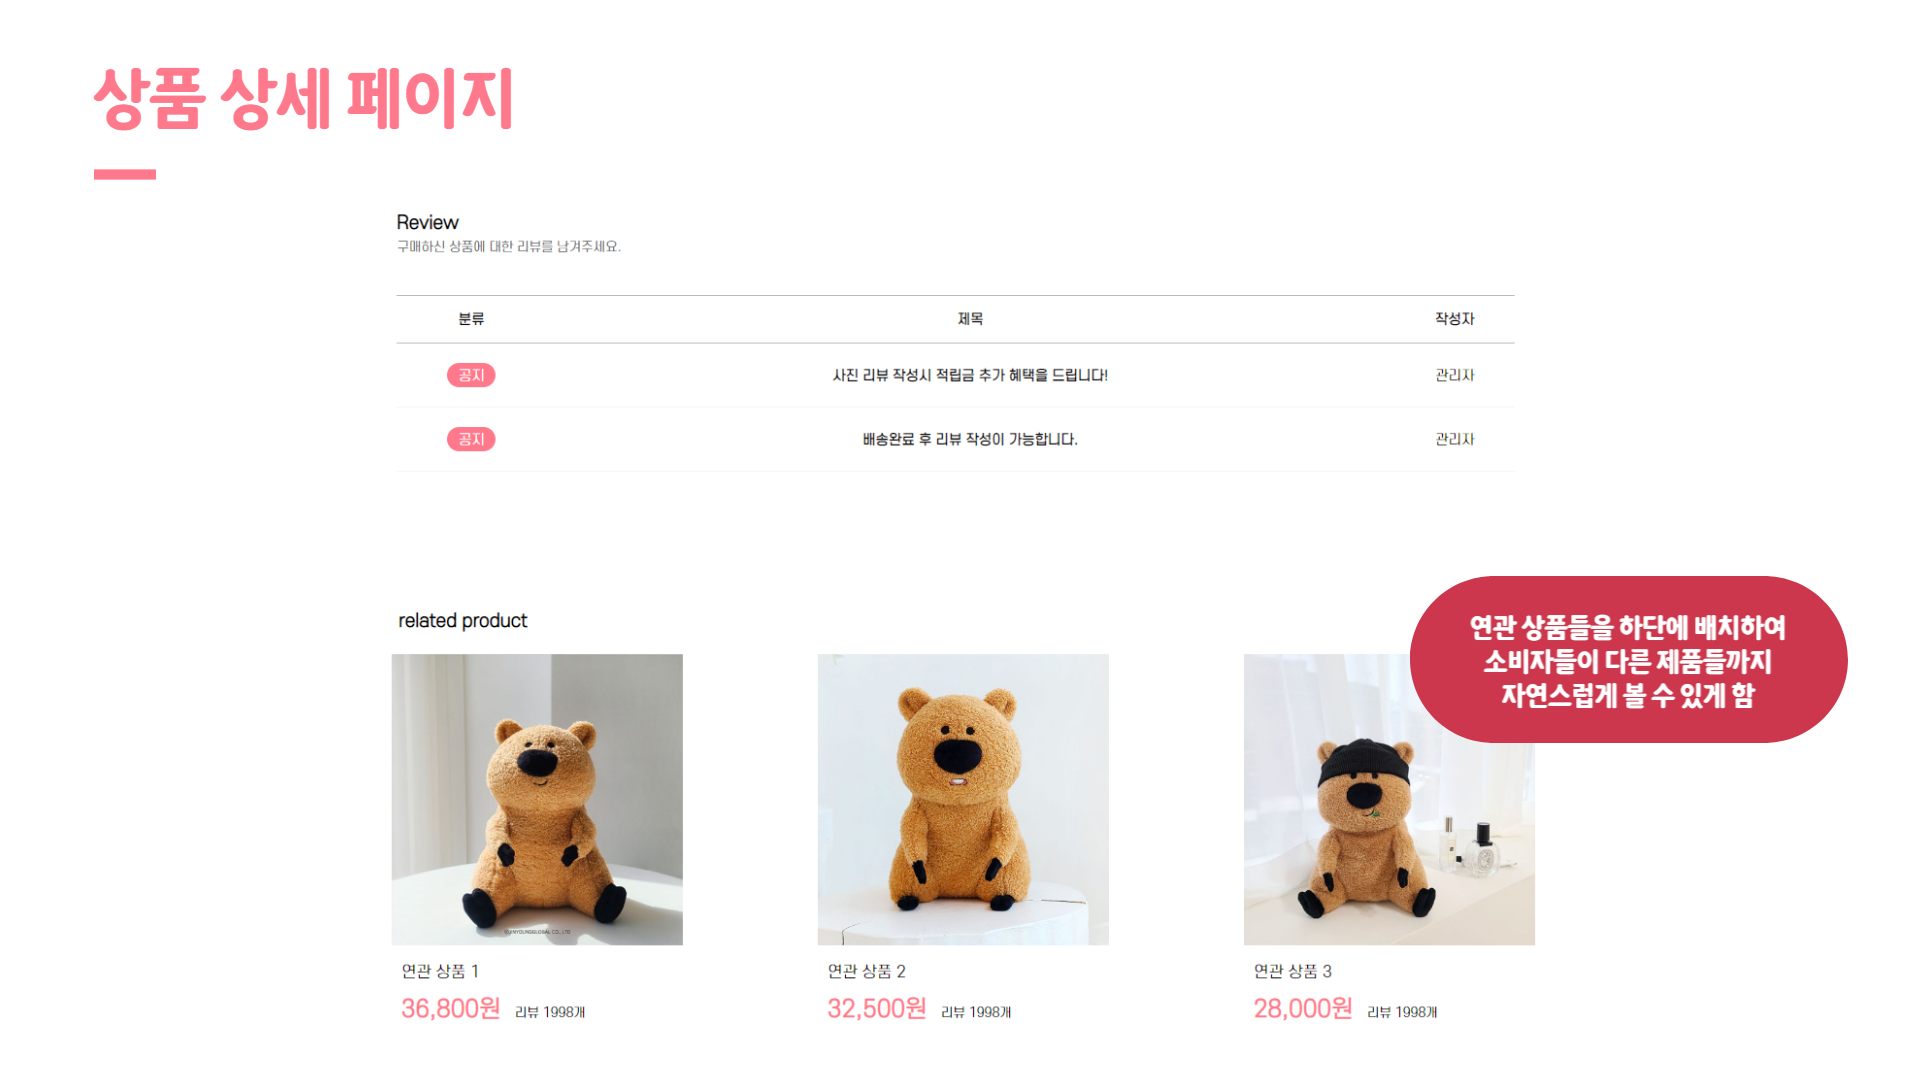 상품 상세 페이지
Review
구매하신 상품에 대한 리뷰를 남겨주세요.
분류 제목 작성자
공지 사진 리뷰 작성시 적립금 추가 혜택을 드립니다! 관리자
공지 배송완료 후 리뷰 작성이 가능합니다. 관리자
related product
연관 상품들을 하단에 배치하여
소비자들이 다른 제품들까지
자연스럽게 볼 수 있게 함
연관 상품 1 연관 상품 2 연관 상품 3
36,800원 리뷰 1998개 32,500원 리뷰 1998개 28,000원 리뷰 1998개